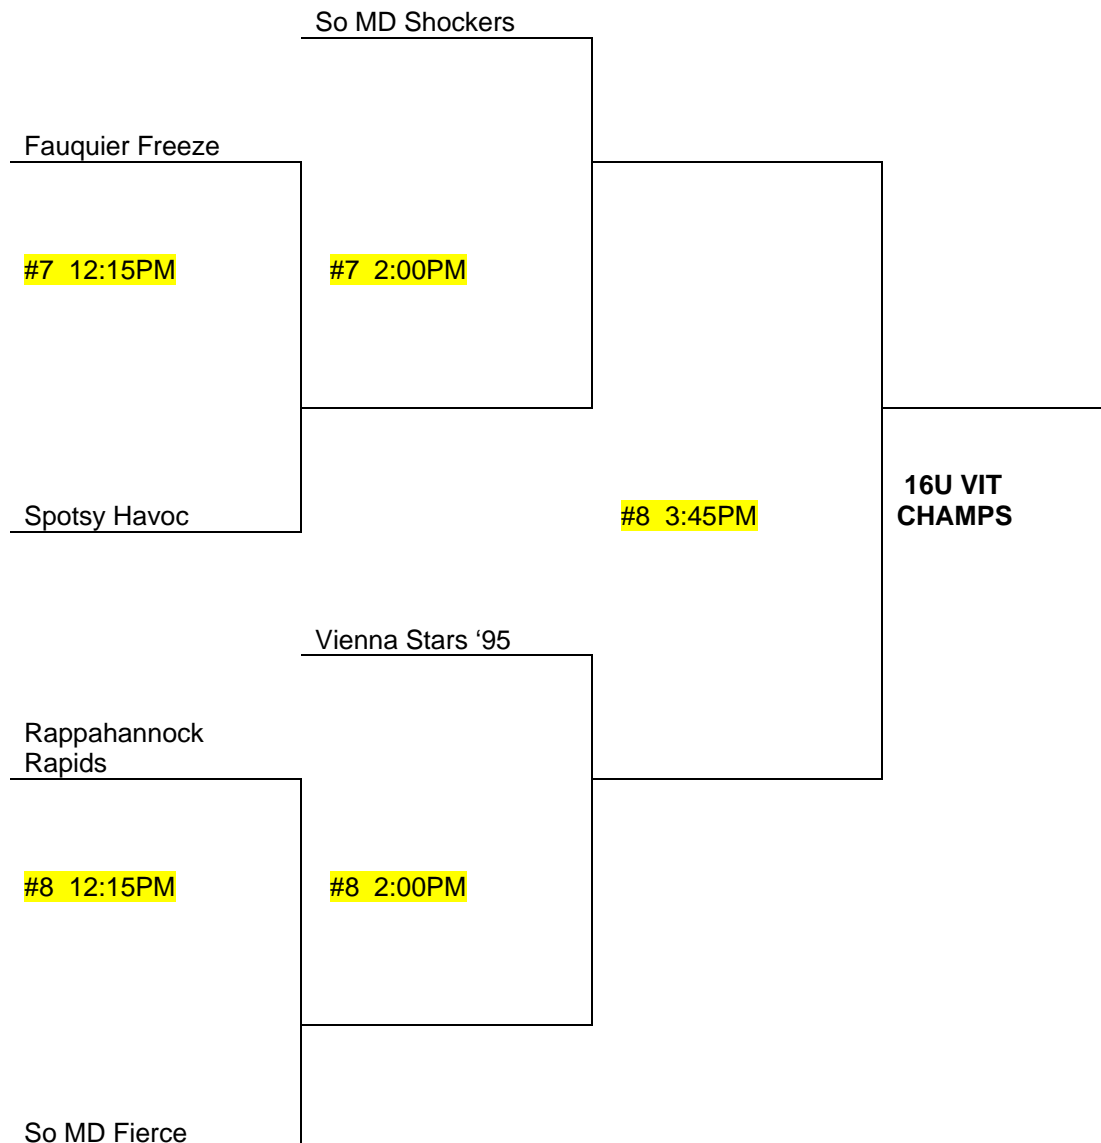 So MD Shockers
Fauquier Freeze
#7  12:15PM
#7  2:00PM
16U VIT
CHAMPS
Spotsy Havoc
#8  3:45PM
Vienna Stars ‘95
Rappahannock
Rapids
#8  12:15PM
#8  2:00PM
So MD Fierce